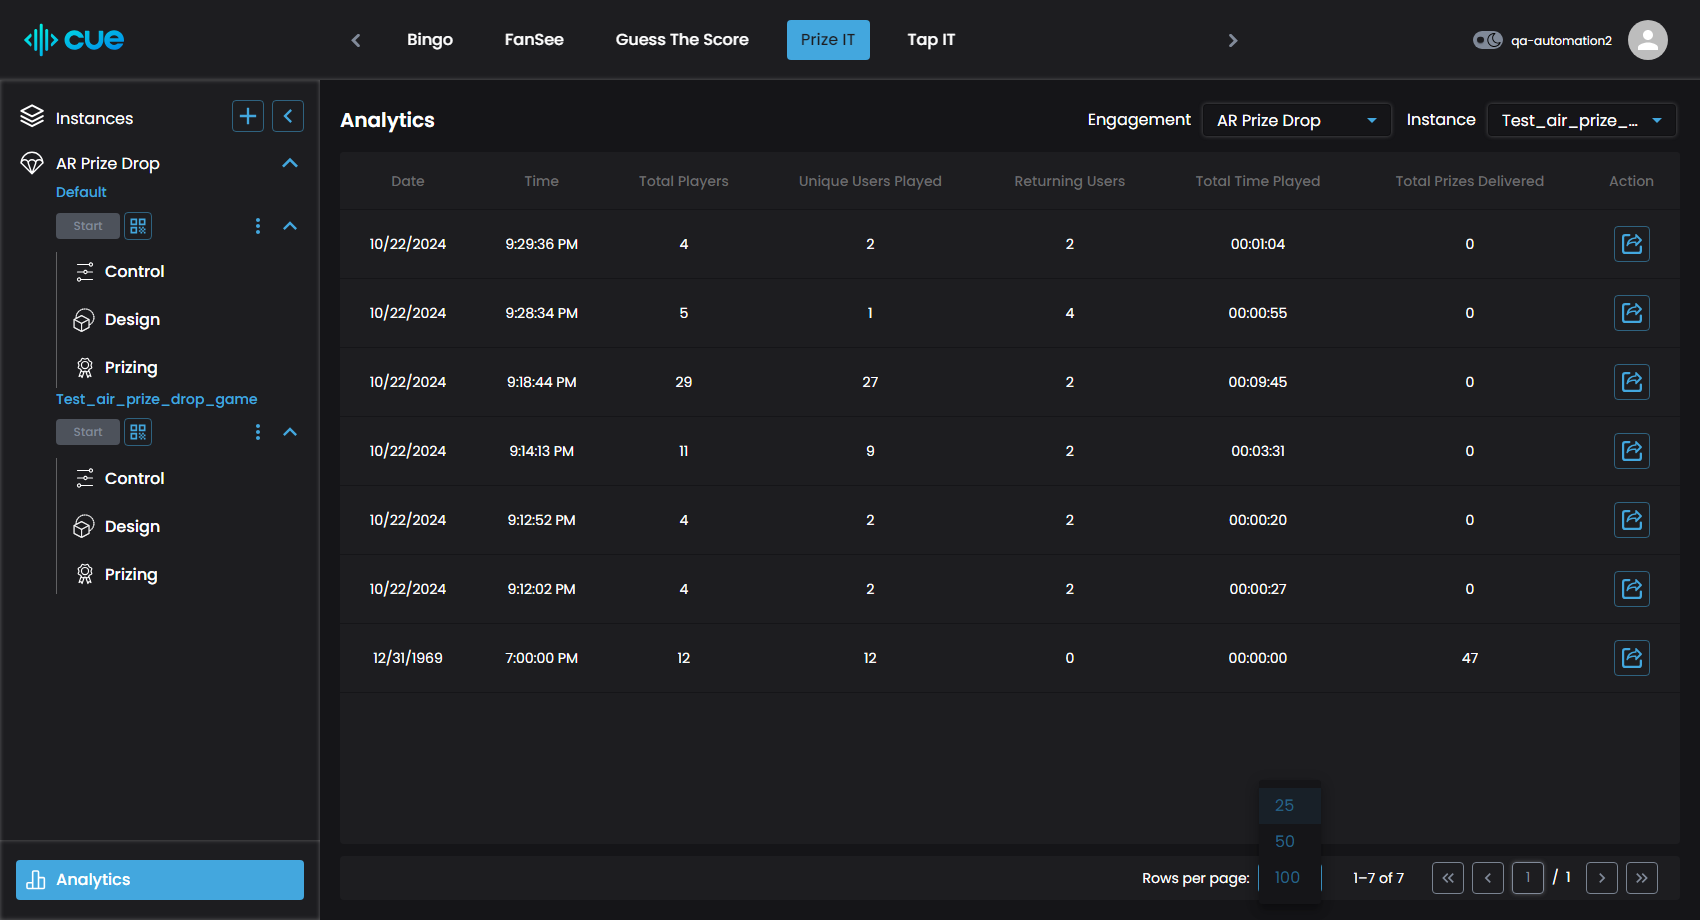 cue
Bingo
FanSee
Guess The Score
Prize IT
Tap IT
qa-automation2
Instances
AR Prize Drop
Default
Start
Control
Design
Prizing
Test_air_prize_drop_game
Start
Control
Design
Prizing
Analytics
Analytics
Engagement AR Prize Drop Instance Test_air_prize_...
Date Time Total Players Unique Users Played Returning Users Total Time Played Total Prizes Delivered Action
10/22/2024 9:29:36 PM 4 2 2 00:01:04 0
10/22/2024 9:28:34 PM 5 1 4 00:00:55 0
10/22/2024 9:18:44 PM 29 27 2 00:09:45 0
10/22/2024 9:14:13 PM 11 9 2 00:03:31 0
10/22/2024 9:12:52 PM 4 2 2 00:00:20 0
10/22/2024 9:12:02 PM 4 2 2 00:00:27 0
12/31/1969 7:00:00 PM 12 12 0 00:00:00 47
25
50
Rows per page: 100 1–7 of 7 1 / 1